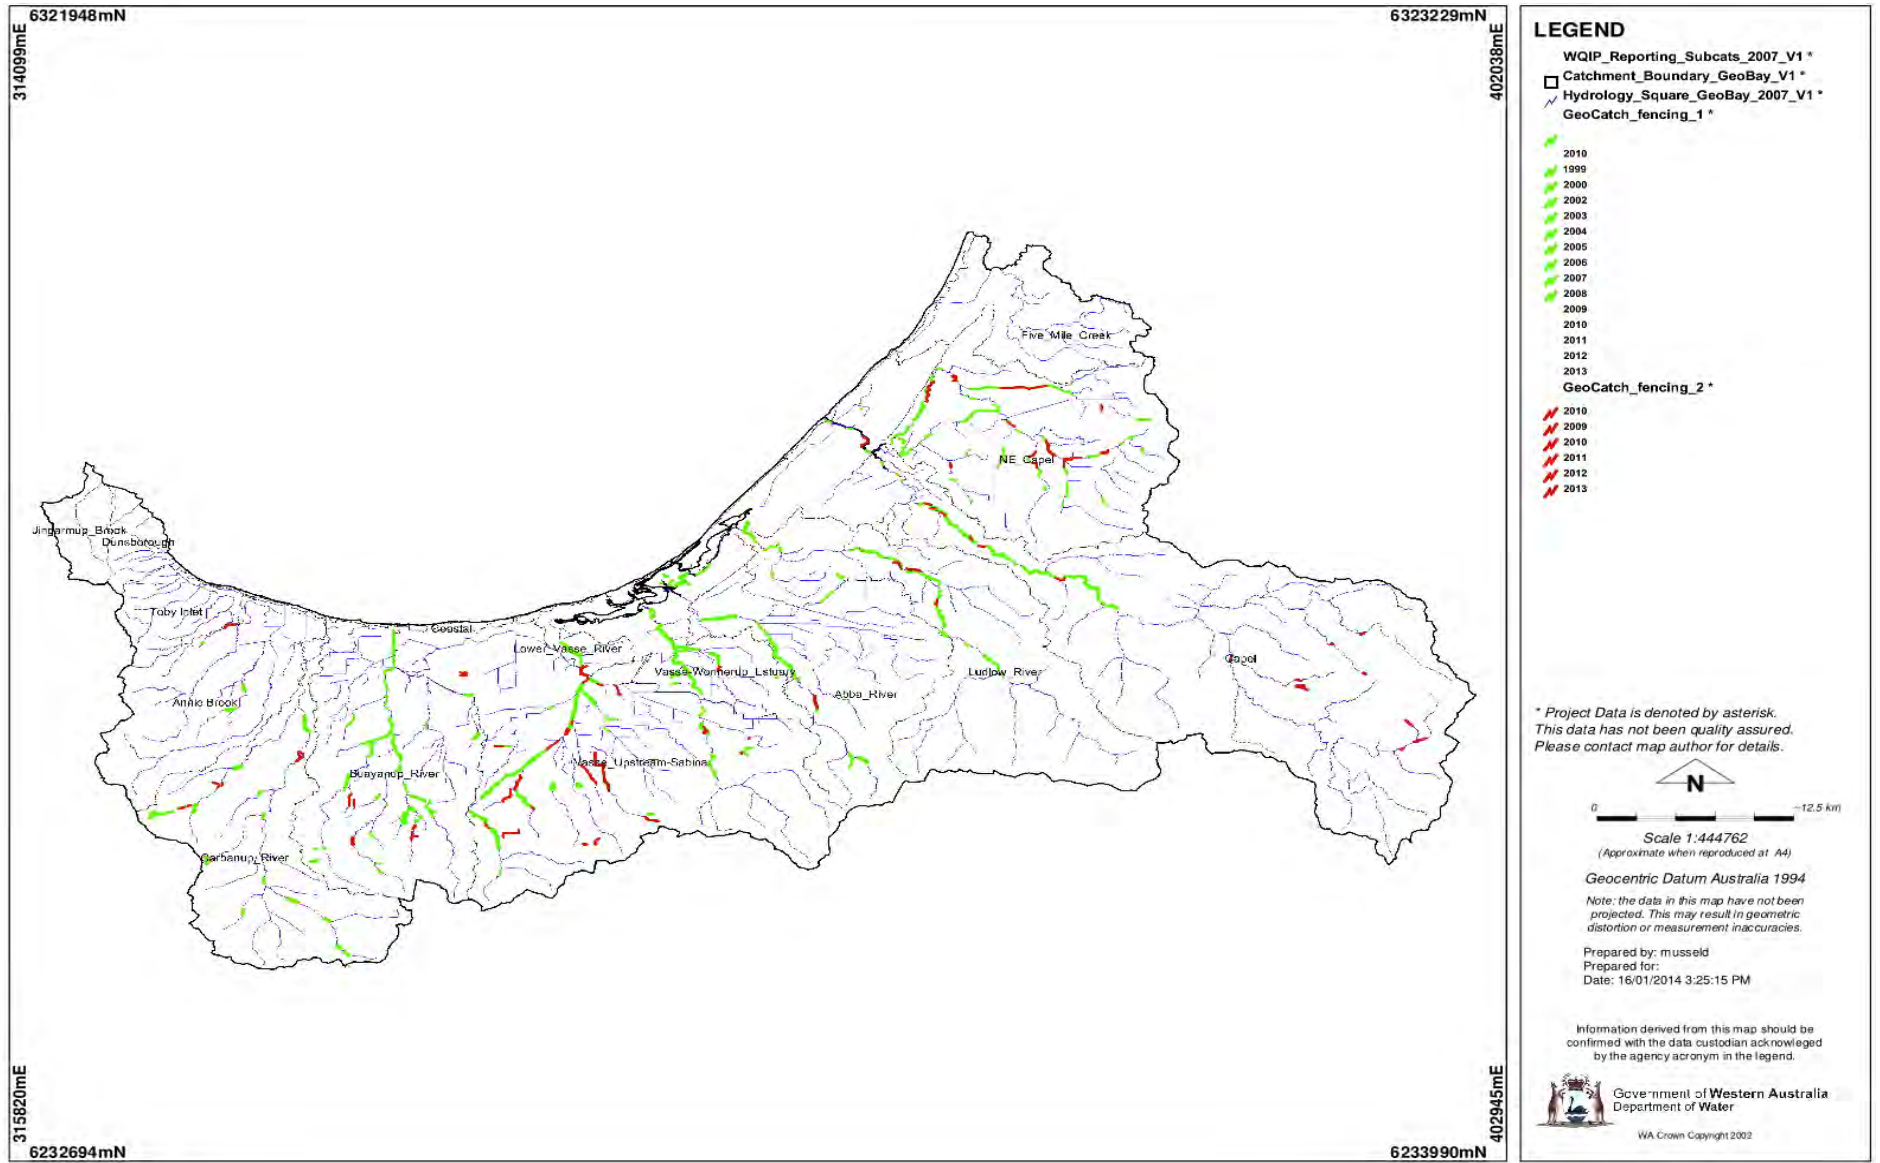 6321948mN
6323229mN
314099mE
402038mE
Five_Mile_Creek
NE_Capel
Jingarmup_Brook
Dunsborough
Toby Inlet
Coastal
Lower_Vasse_River
Vasse-Wonnerup_Estuary
Capel
Ludlow_River
Abba_River
Annie Brook
Vasse_Upstream-Sabina
Buayanup_River
Carbanup_River
315820mE
402945mE
6232694mN
6233990mN
LEGEND
WQIP_Reporting_Subcats_2007_V1 *
Catchment_Boundary_GeoBay_V1 *
Hydrology_Square_GeoBay_2007_V1 *
GeoCatch_fencing_1 *
2010
1999
2000
2002
2003
2004
2005
2006
2007
2008
2009
2010
2011
2012
2013
GeoCatch_fencing_2 *
2010
2009
2010
2011
2012
2013
* Project Data is denoted by asterisk.
This data has not been quality assured.
Please contact map author for details.
N
0 ~12.5 km
Scale 1:444762
(Approximate when reproduced at A4)
Geocentric Datum Australia 1994
Note: the data in this map have not been
projected. This may result in geometric
distortion or measurement inaccuracies.
Prepared by: musseld
Prepared for:
Date: 16/01/2014 3:25:15 PM
Information derived from this map should be
confirmed with the data custodian acknowleged
by the agency acronym in the legend.
Government of Western Australia
Department of Water
WA Crown Copyright 2002